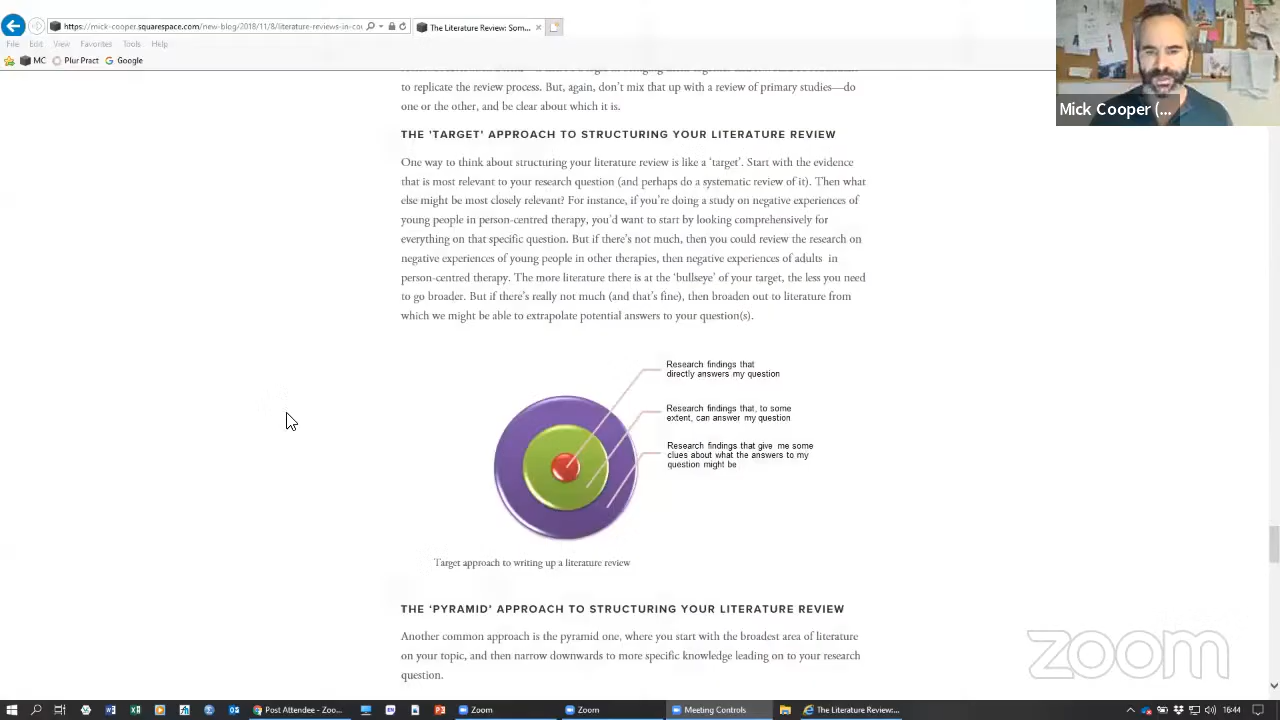 https://mick-cooper.squarespace.com/new-blog/2018/11/8/literature-reviews-in-co
The Literature Review: Som...
File Edit View Favorites Tools Help
MC Plur Pract Google
to replicate the review process. But, again, don't mix that up with a review of primary studies—do
one or the other, and be clear about which it is.
THE 'TARGET' APPROACH TO STRUCTURING YOUR LITERATURE REVIEW
One way to think about structuring your literature review is like a 'target'. Start with the evidence
that is most relevant to your research question (and perhaps do a systematic review of it). Then what
else might be most closely relevant? For instance, if you're doing a study on negative experiences of
young people in person-centred therapy, you'd want to start by looking comprehensively for
everything on that specific question. But if there's not much, then you could review the research on
negative experiences of young people in other therapies, then negative experiences of adults in
person-centred therapy. The more literature there is at the 'bullseye' of your target, the less you need
to go broader. But if there's really not much (and that's fine), then broaden out to literature from
which we might be able to extrapolate potential answers to your question(s).
Research findings that
directly answers my question
Research findings that, to some
extent, can answer my question
Research findings that give me some
clues about what the answers to my
question might be
Target approach to writing up a literature review
THE 'PYRAMID' APPROACH TO STRUCTURING YOUR LITERATURE REVIEW
Another common approach is the pyramid one, where you start with the broadest area of literature
on your topic, and then narrow downwards to more specific knowledge leading on to your research
question.
Mick Cooper (...
zoom
Post Attendee - Zoo... Zoom Zoom Meeting Controls The Literature Review:... 16:44